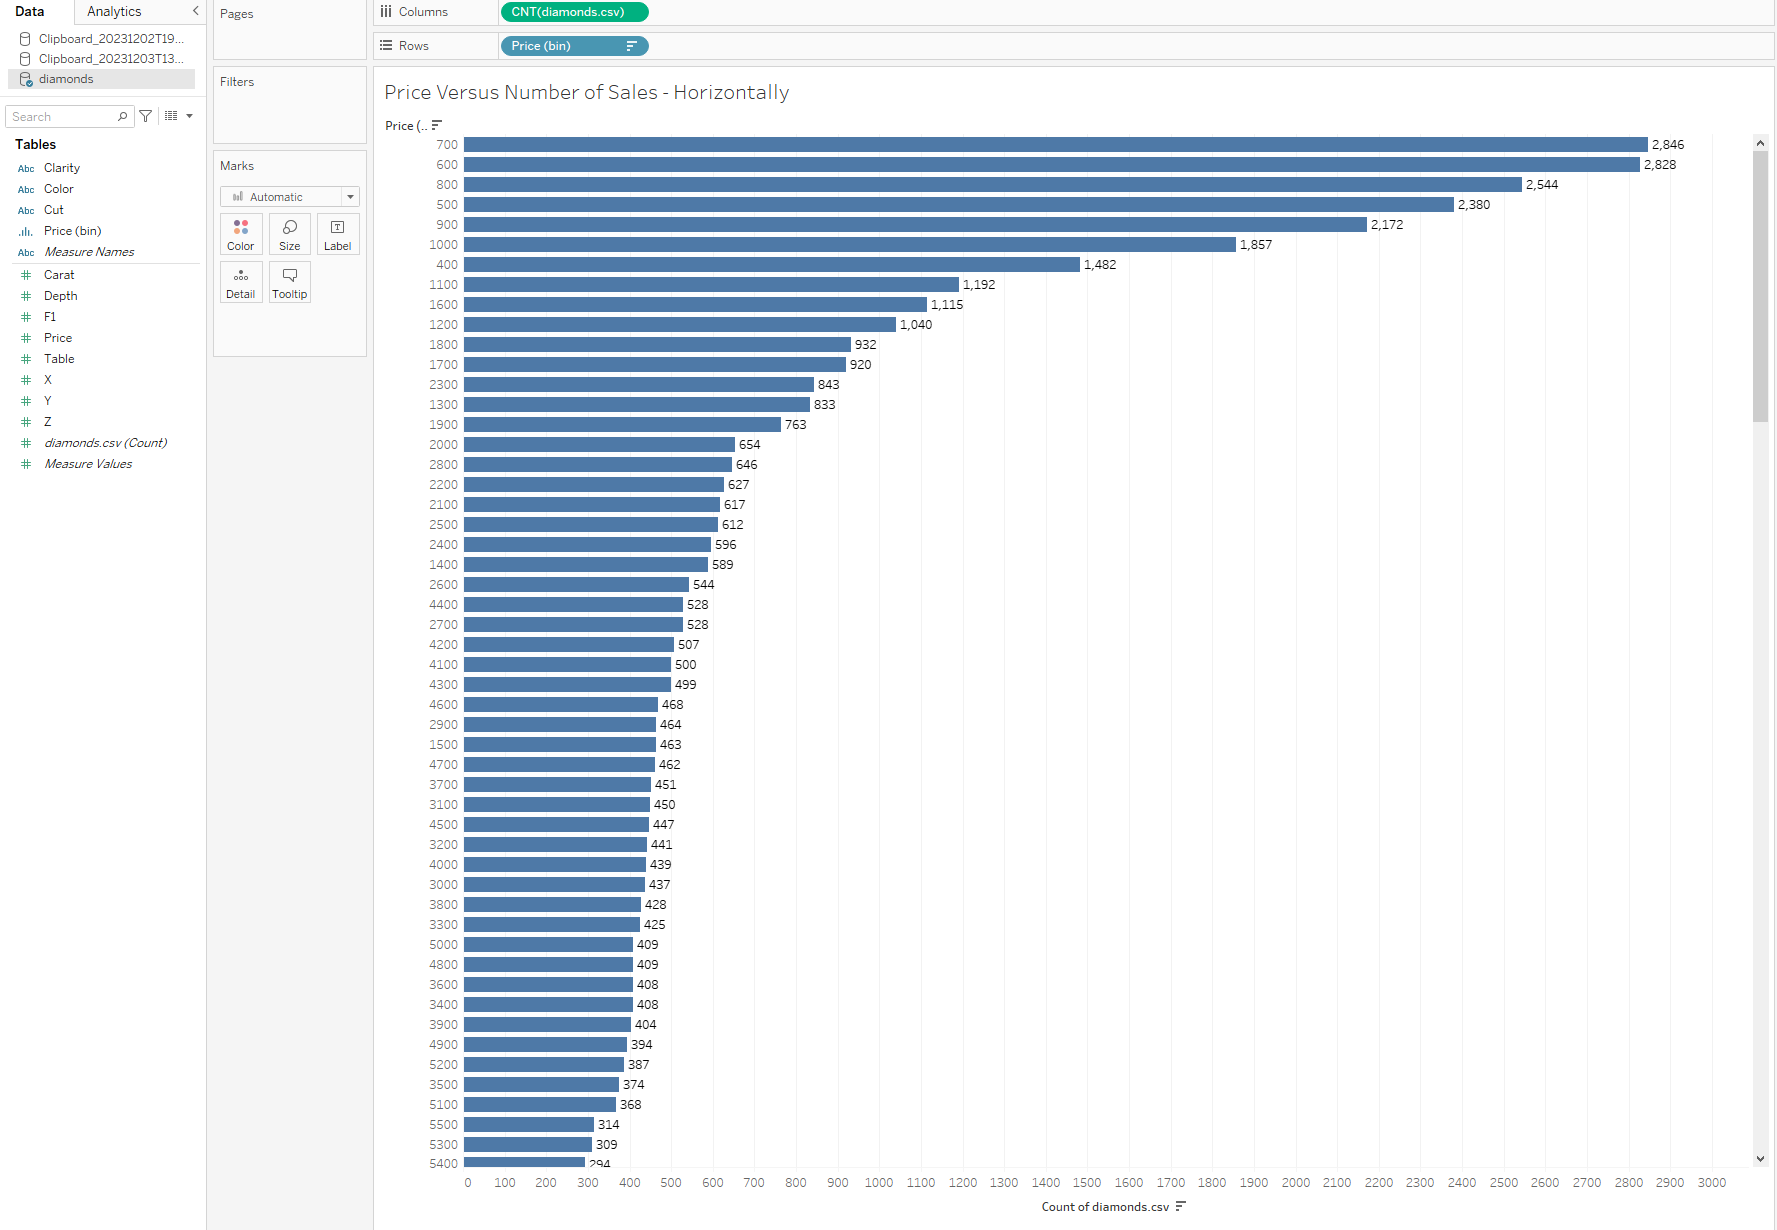 Data Analytics
Clipboard_20231202T19...
Clipboard_20231203T13...
diamonds
Search
Tables
Abc Clarity
Abc Color
Abc Cut
Price (bin)
Abc Measure Names
# Carat
# Depth
# F1
# Price
# Table
# X
# Y
# Z
# diamonds.csv (Count)
# Measure Values
Pages
Filters
Marks
Automatic
Color Size T Label
Detail Tooltip
Columns CNT(diamonds.csv)
Rows Price (bin)
Price Versus Number of Sales - Horizontally
Price (..
700 2,846
600 2,828
800 2,544
500 2,380
900 2,172
1000 1,857
400 1,482
1100 1,192
1600 1,115
1200 1,040
1800 932
1700 920
2300 843
1300 833
1900 763
2000 654
2800 646
2200 627
2100 617
2500 612
2400 596
1400 589
2600 544
4400 528
2700 528
4200 507
4100 500
4300 499
4600 468
2900 464
1500 463
4700 462
3700 451
3100 450
4500 447
3200 441
4000 439
3000 437
3800 428
3300 425
5000 409
4800 409
3600 408
3400 408
3900 404
4900 394
5200 387
3500 374
5100 368
5500 314
5300 309
5400 294
0 100 200 300 400 500 600 700 800 900 1000 1100 1200 1300 1400 1500 1600 1700 1800 1900 2000 2100 2200 2300 2400 2500 2600 2700 2800 2900 3000
Count of diamonds.csv